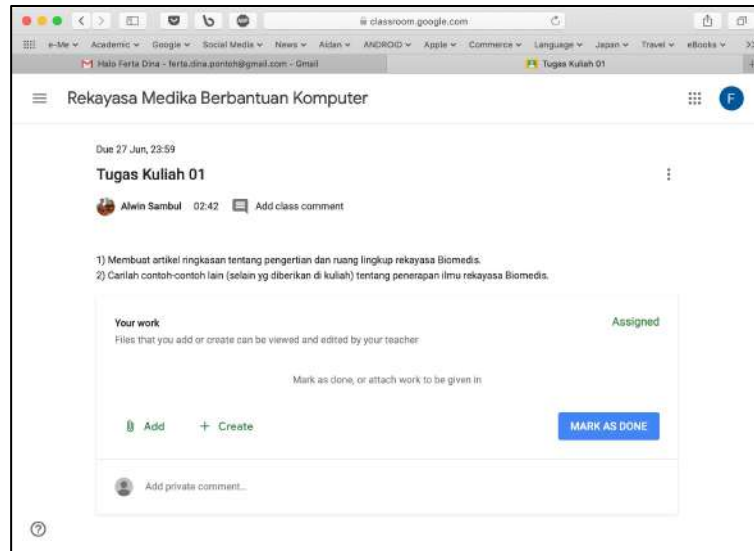 classroom.google.com
e-Me Academic Google Social Media News Aidan ANDROID Apple Commerce Language Japan Travel eBooks
Halo Ferta Dina - ferta.dina.pontoh@gmail.com - Gmail
Tugas Kuliah 01
Rekayasa Medika Berbantuan Komputer
F
Due 27 Jun, 23:59
Tugas Kuliah 01
Alwin Sambul 02:42 Add class comment
1) Membuat artikel ringkasan tentang pengertian dan ruang lingkup rekayasa Biomedis.
2) Carilah contoh-contoh lain (selain yg diberikan di kuliah) tentang penerapan ilmu rekayasa Biomedis.
Your work
Assigned
Files that you add or create can be viewed and edited by your teacher
Mark as done, or attach work to be given in
Add + Create
MARK AS DONE
Add private comment...